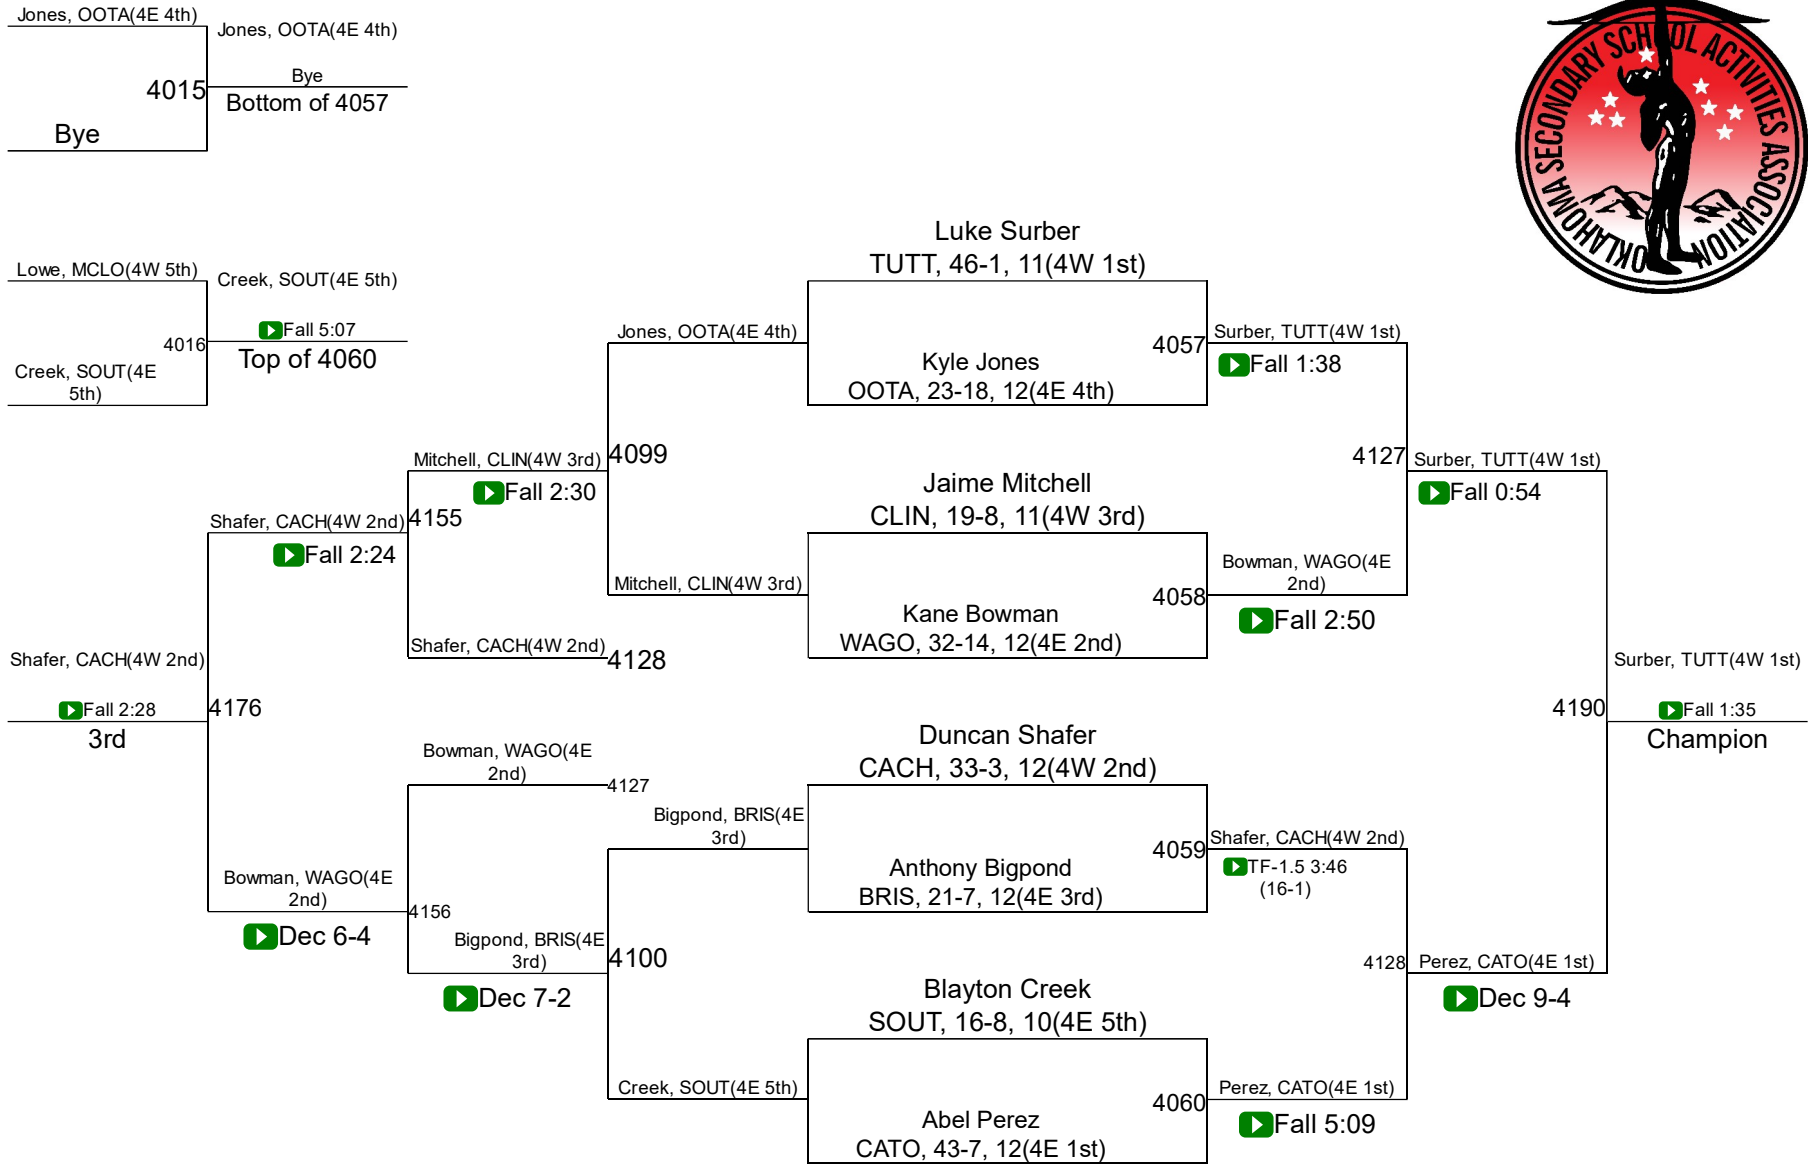 Jones, OOTA(4E 4th)
Jones, OOTA(4E 4th)
4015
Bye
Bottom of 4057
Bye
OKLAHOMA SECONDARY SCHOOL ACTIVITIES ASSOCIATION
Lowe, MCLO(4W 5th)
Creek, SOUT(4E 5th)
4016
Fall 5:07
Top of 4060
Creek, SOUT(4E
5th)
Luke Surber
TUTT, 46-1, 11(4W 1st)
Jones, OOTA(4E 4th)
4057
Surber, TUTT(4W 1st)
Fall 1:38
Kyle Jones
OOTA, 23-18, 12(4E 4th)
Mitchell, CLIN(4W 3rd)
Fall 2:30
4099
4127
Surber, TUTT(4W 1st)
Fall 0:54
Jaime Mitchell
CLIN, 19-8, 11(4W 3rd)
Shafer, CACH(4W 2nd)
Fall 2:24
4155
Mitchell, CLIN(4W 3rd)
4058
Bowman, WAGO(4E
2nd)
Fall 2:50
Kane Bowman
WAGO, 32-14, 12(4E 2nd)
Shafer, CACH(4W 2nd)
4128
Shafer, CACH(4W 2nd)
Fall 2:28
3rd
4176
4190
Surber, TUTT(4W 1st)
Fall 1:35
Champion
Bowman, WAGO(4E
2nd)
4127
Duncan Shafer
CACH, 33-3, 12(4W 2nd)
Bigpond, BRIS(4E
3rd)
4059
Shafer, CACH(4W 2nd)
TF-1.5 3:46
(16-1)
Anthony Bigpond
BRIS, 21-7, 12(4E 3rd)
Bowman, WAGO(4E
2nd)
Dec 6-4
4156
Bigpond, BRIS(4E
3rd)
Dec 7-2
4100
4128
Perez, CATO(4E 1st)
Dec 9-4
Blayton Creek
SOUT, 16-8, 10(4E 5th)
Creek, SOUT(4E 5th)
4060
Perez, CATO(4E 1st)
Fall 5:09
Abel Perez
CATO, 43-7, 12(4E 1st)